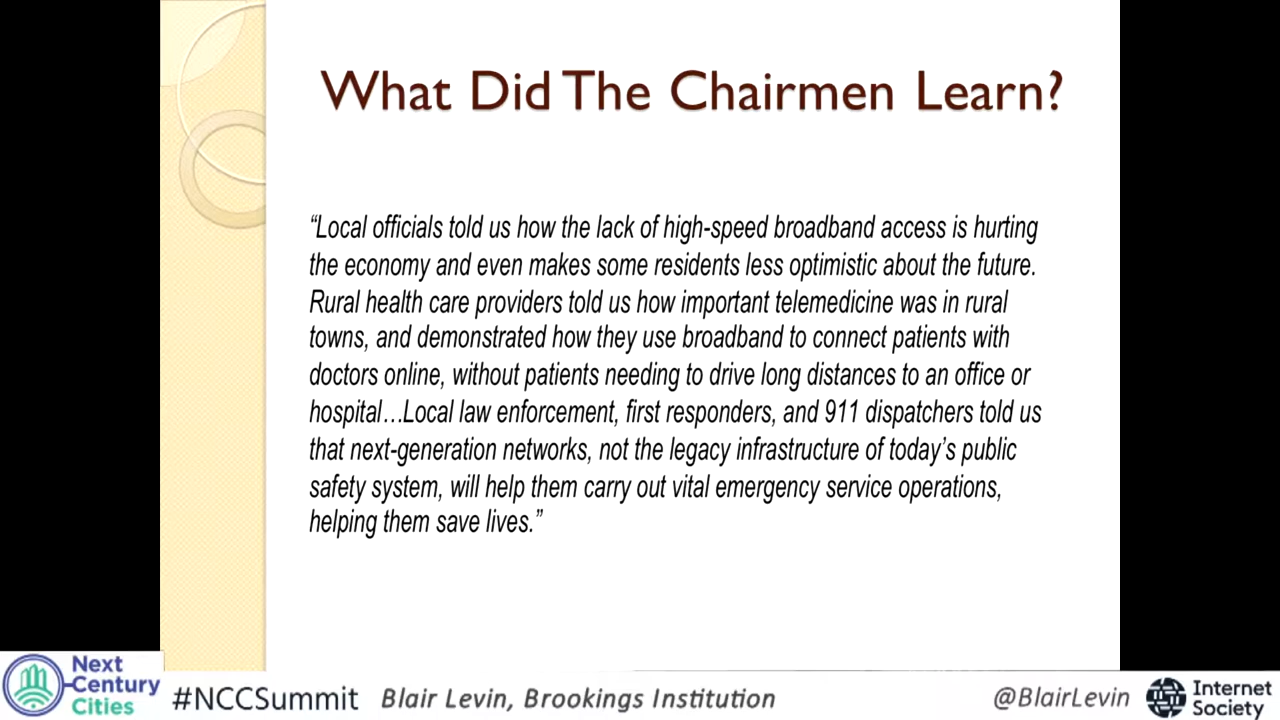 What Did The Chairmen Learn?
“Local officials told us how the lack of high-speed broadband access is hurting
the economy and even makes some residents less optimistic about the future.
Rural health care providers told us how important telemedicine was in rural
towns, and demonstrated how they use broadband to connect patients with
doctors online, without patients needing to drive long distances to an office or
hospital…Local law enforcement, first responders, and 911 dispatchers told us
that next-generation networks, not the legacy infrastructure of today’s public
safety system, will help them carry out vital emergency service operations,
helping them save lives.”
Next
Century
Cities
#NCCSummit
Blair Levin, Brookings Institution
@BlairLevin
Internet
Society